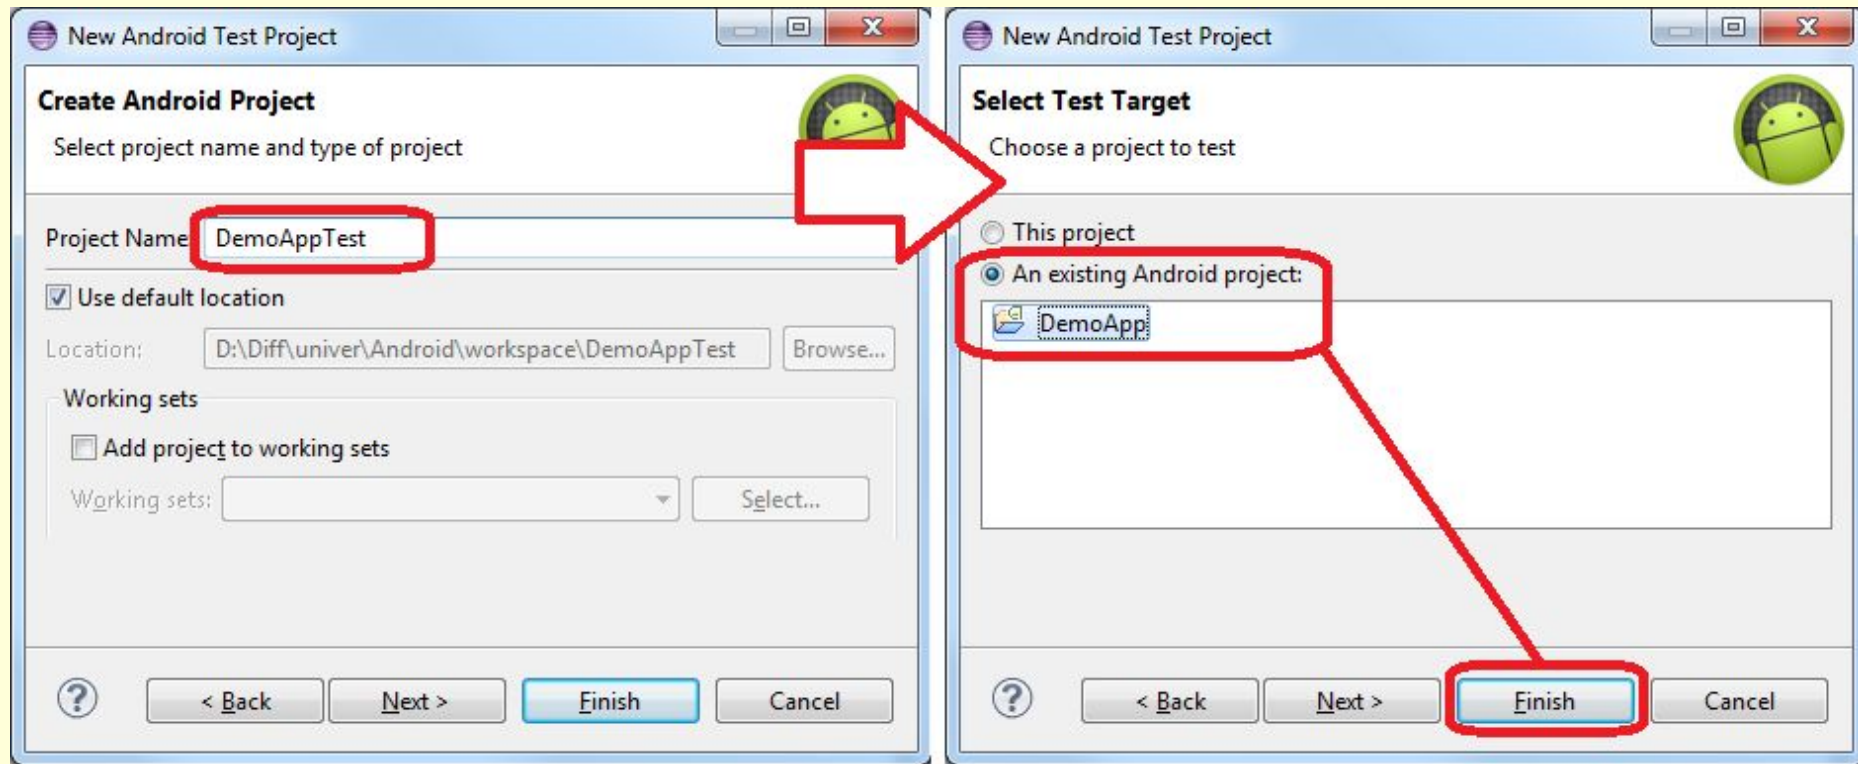 New Android Test Project
Create Android Project
Select project name and type of project
Project Name: DemoAppTest
Use default location
Location: D:\Diff\univer\Android\workspace\DemoAppTest Browse...
Working sets
Add project to working sets
Working sets: Select...
< Back Next > Finish Cancel
New Android Test Project
Select Test Target
Choose a project to test
This project
An existing Android project:
DemoApp
< Back Next > Finish Cancel